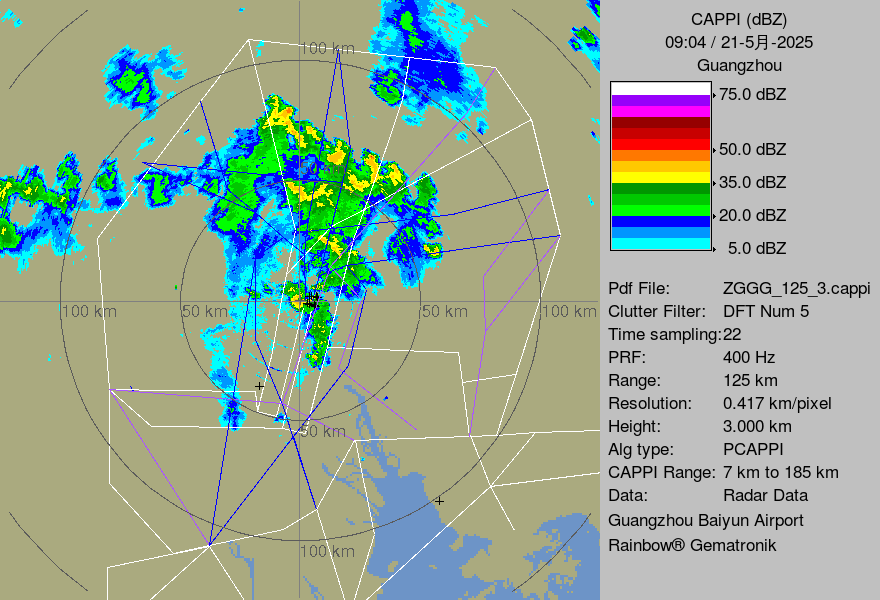 CAPPI (dBZ)
09:04 / 21-5月-2025
Guangzhou
75.0 dBZ
50.0 dBZ
35.0 dBZ
20.0 dBZ
5.0 dBZ
Pdf File: ZGGG_125_3.cappi
Clutter Filter: DFT Num 5
Time sampling:22
PRF: 400 Hz
Range: 125 km
Resolution: 0.417 km/pixel
Height: 3.000 km
Alg type: PCAPPI
CAPPI Range: 7 km to 185 km
Data: Radar Data
Guangzhou Baiyun Airport
Rainbow® Gematronik
100 km
100 km
50 km
50 km
100 km
50 km
100 km